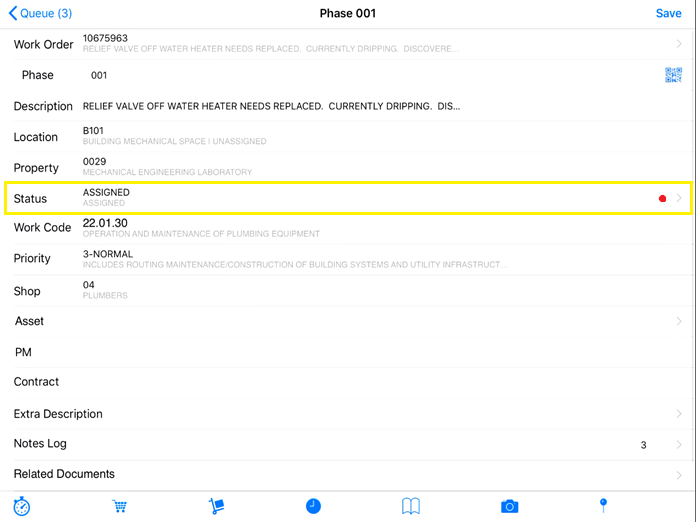 Queue (3) Phase 001 Save
Work Order 10675963
RELIEF VALVE OFF WATER HEATER NEEDS REPLACED. CURRENTLY DRIPPING. DISCOVERE...
Phase 001
Description RELIEF VALVE OFF WATER HEATER NEEDS REPLACED. CURRENTLY DRIPPING. DIS...
Location B101
BUILDING MECHANICAL SPACE | UNASSIGNED
Property 0029
MECHANICAL ENGINEERING LABORATORY
Status ASSIGNED
ASSIGNED
Work Code 22.01.30
OPERATION AND MAINTENANCE OF PLUMBING EQUIPMENT
Priority 3-NORMAL
INCLUDES ROUTING MAINTENANCE/CONSTRUCTION OF BUILDING SYSTEMS AND UTILITY INFRASTRUCT...
Shop 04
PLUMBERS
Asset
PM
Contract
Extra Description
Notes Log 3
Related Documents